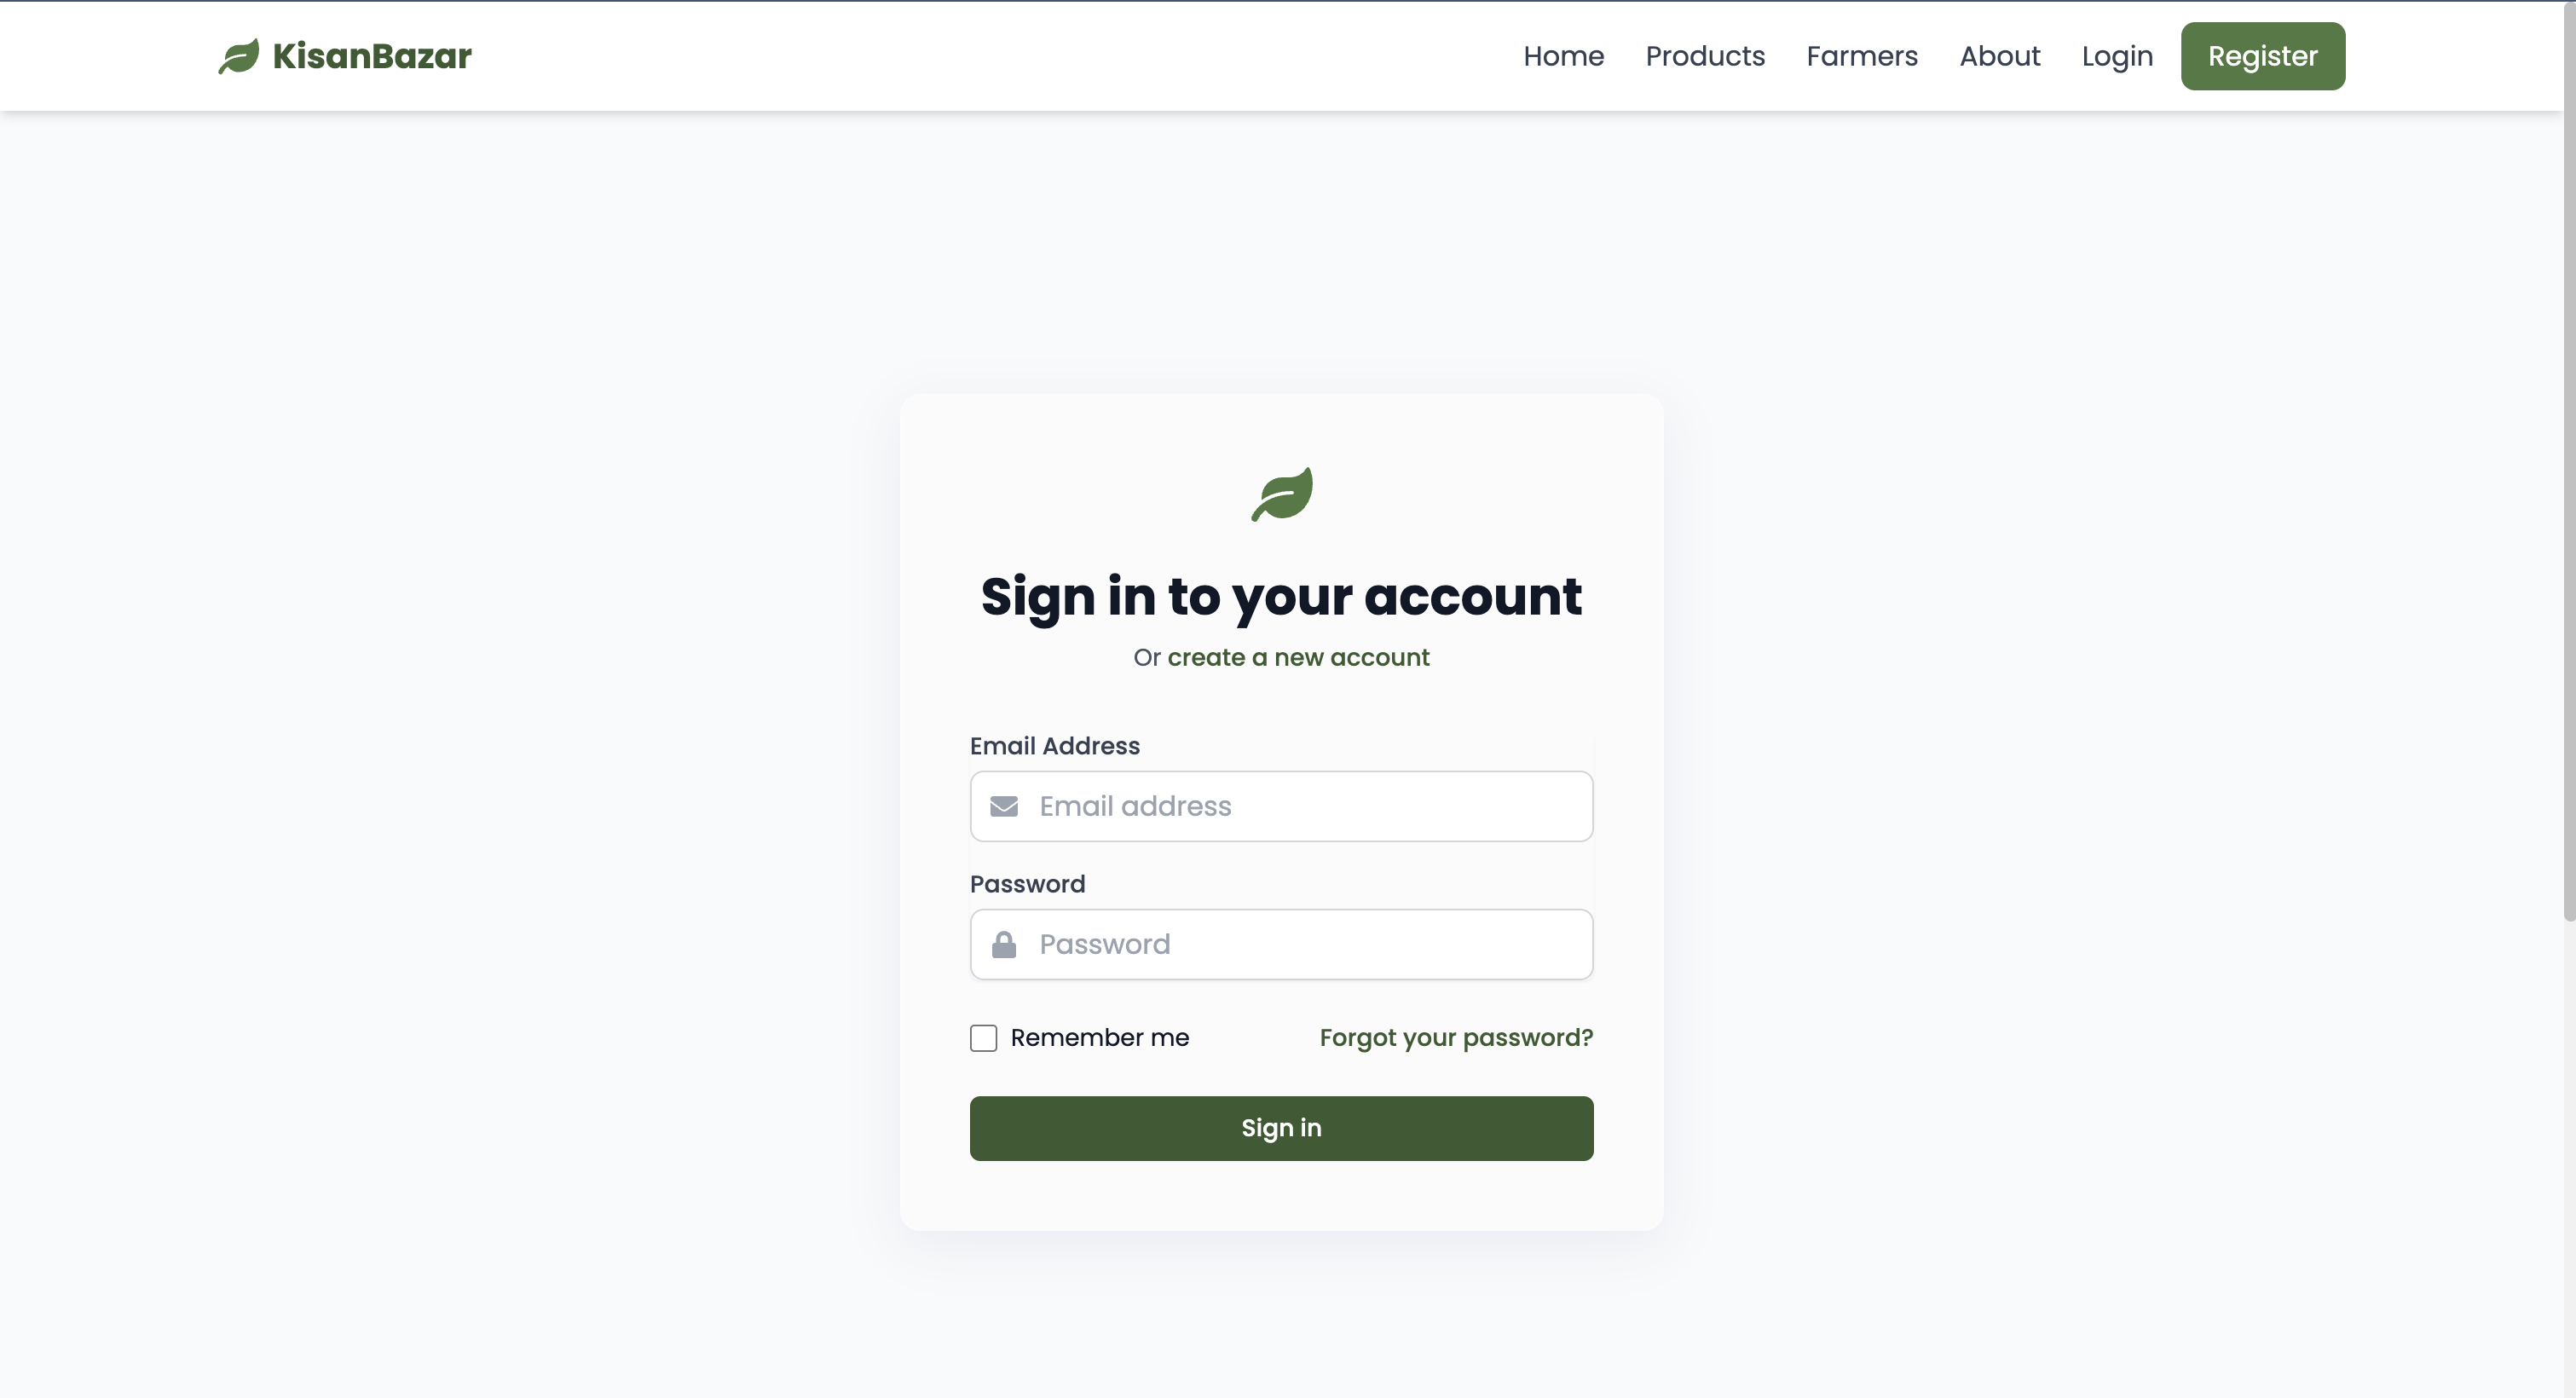 KisanBazar
Home Products Farmers About Login Register
Sign in to your account
Or create a new account
Email Address
Email address
Password
Password
Remember me Forgot your password?
Sign in